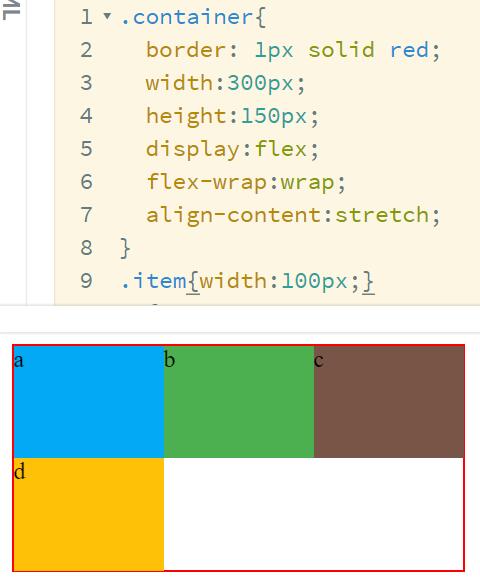 ML
1 .container{
2 border: 1px solid red;
3 width:300px;
4 height:150px;
5 display:flex;
6 flex-wrap:wrap;
7 align-content:stretch;
8 }
9 .item{width:100px;}
a b c
d